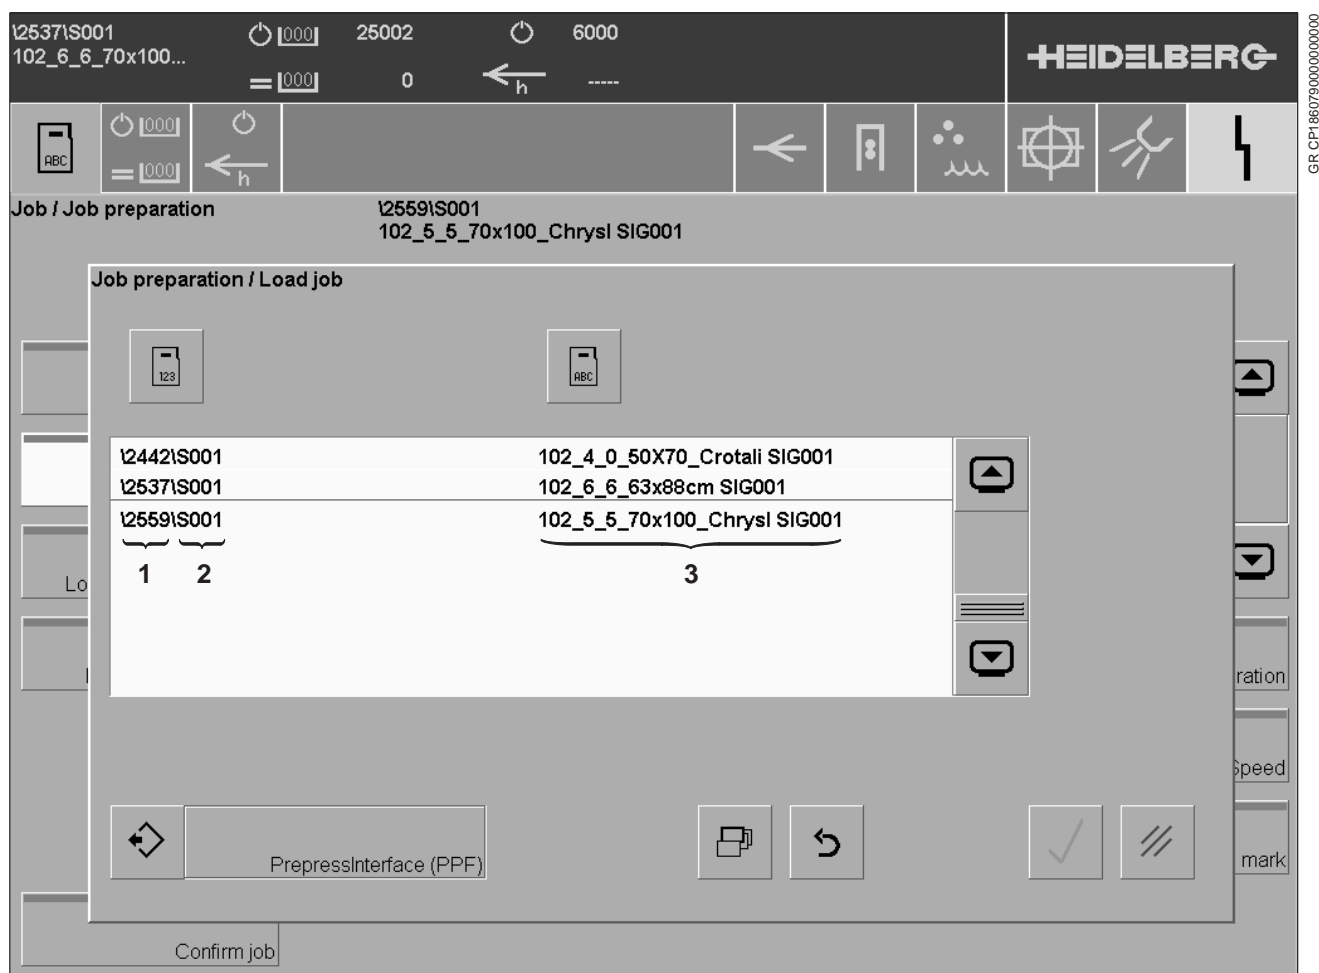 \2537\S001
102_6_6_70x100...
000
25002
6000
000
0
h
-----
HEIDELBERG
GR CP1860790000000000
ABC
000
000
h
Job / Job preparation
\2559\S001
102_5_5_70x100_Chrysl SIG001
Job preparation / Load job
123
ABC
\2442\S001
102_4_0_50X70_Crotali SIG001
\2537\S001
102_6_6_63x88cm SIG001
\2559\S001
102_5_5_70x100_Chrysl SIG001
1
2
3
Lo
ration
Speed
PrepressInterface (PPF)
mark
Confirm job